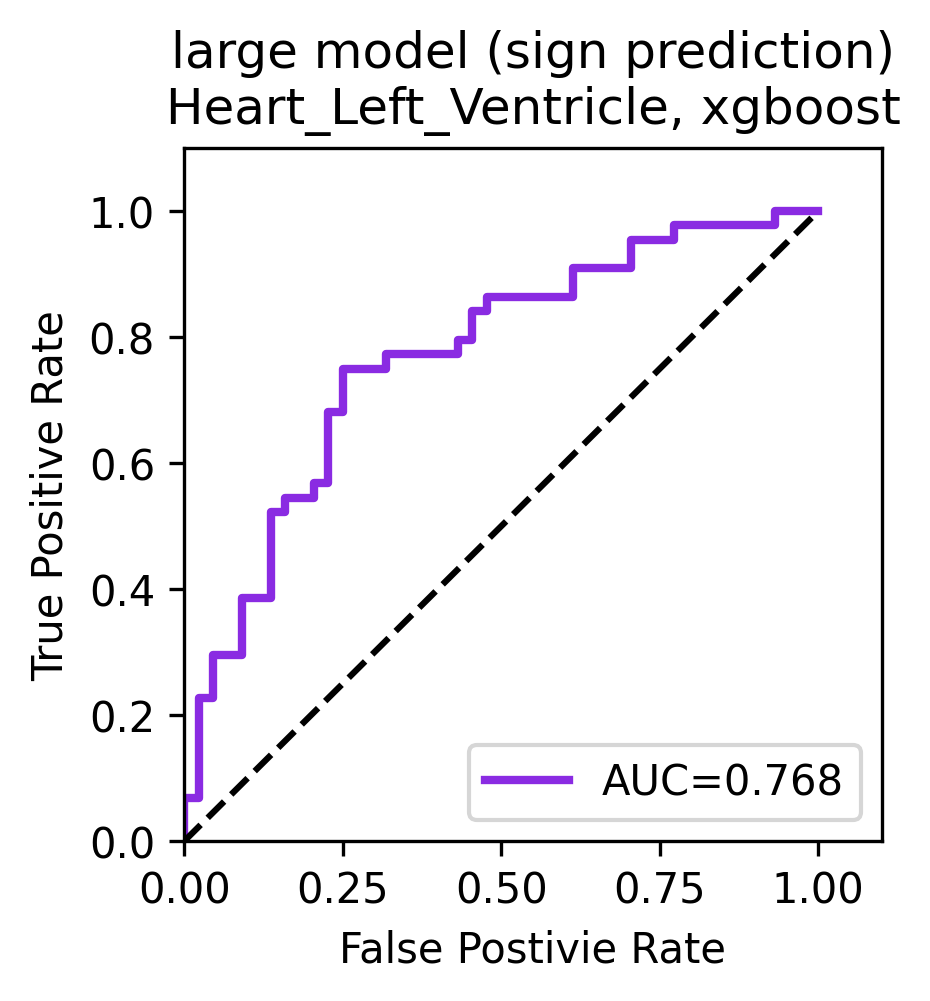 large model (sign prediction)
Heart_Left_Ventricle, xgboost
1.0
0.8
0.6
0.4
0.2
0.0
True Positive Rate
AUC=0.768
0.00 0.25 0.50 0.75 1.00
False Postivie Rate